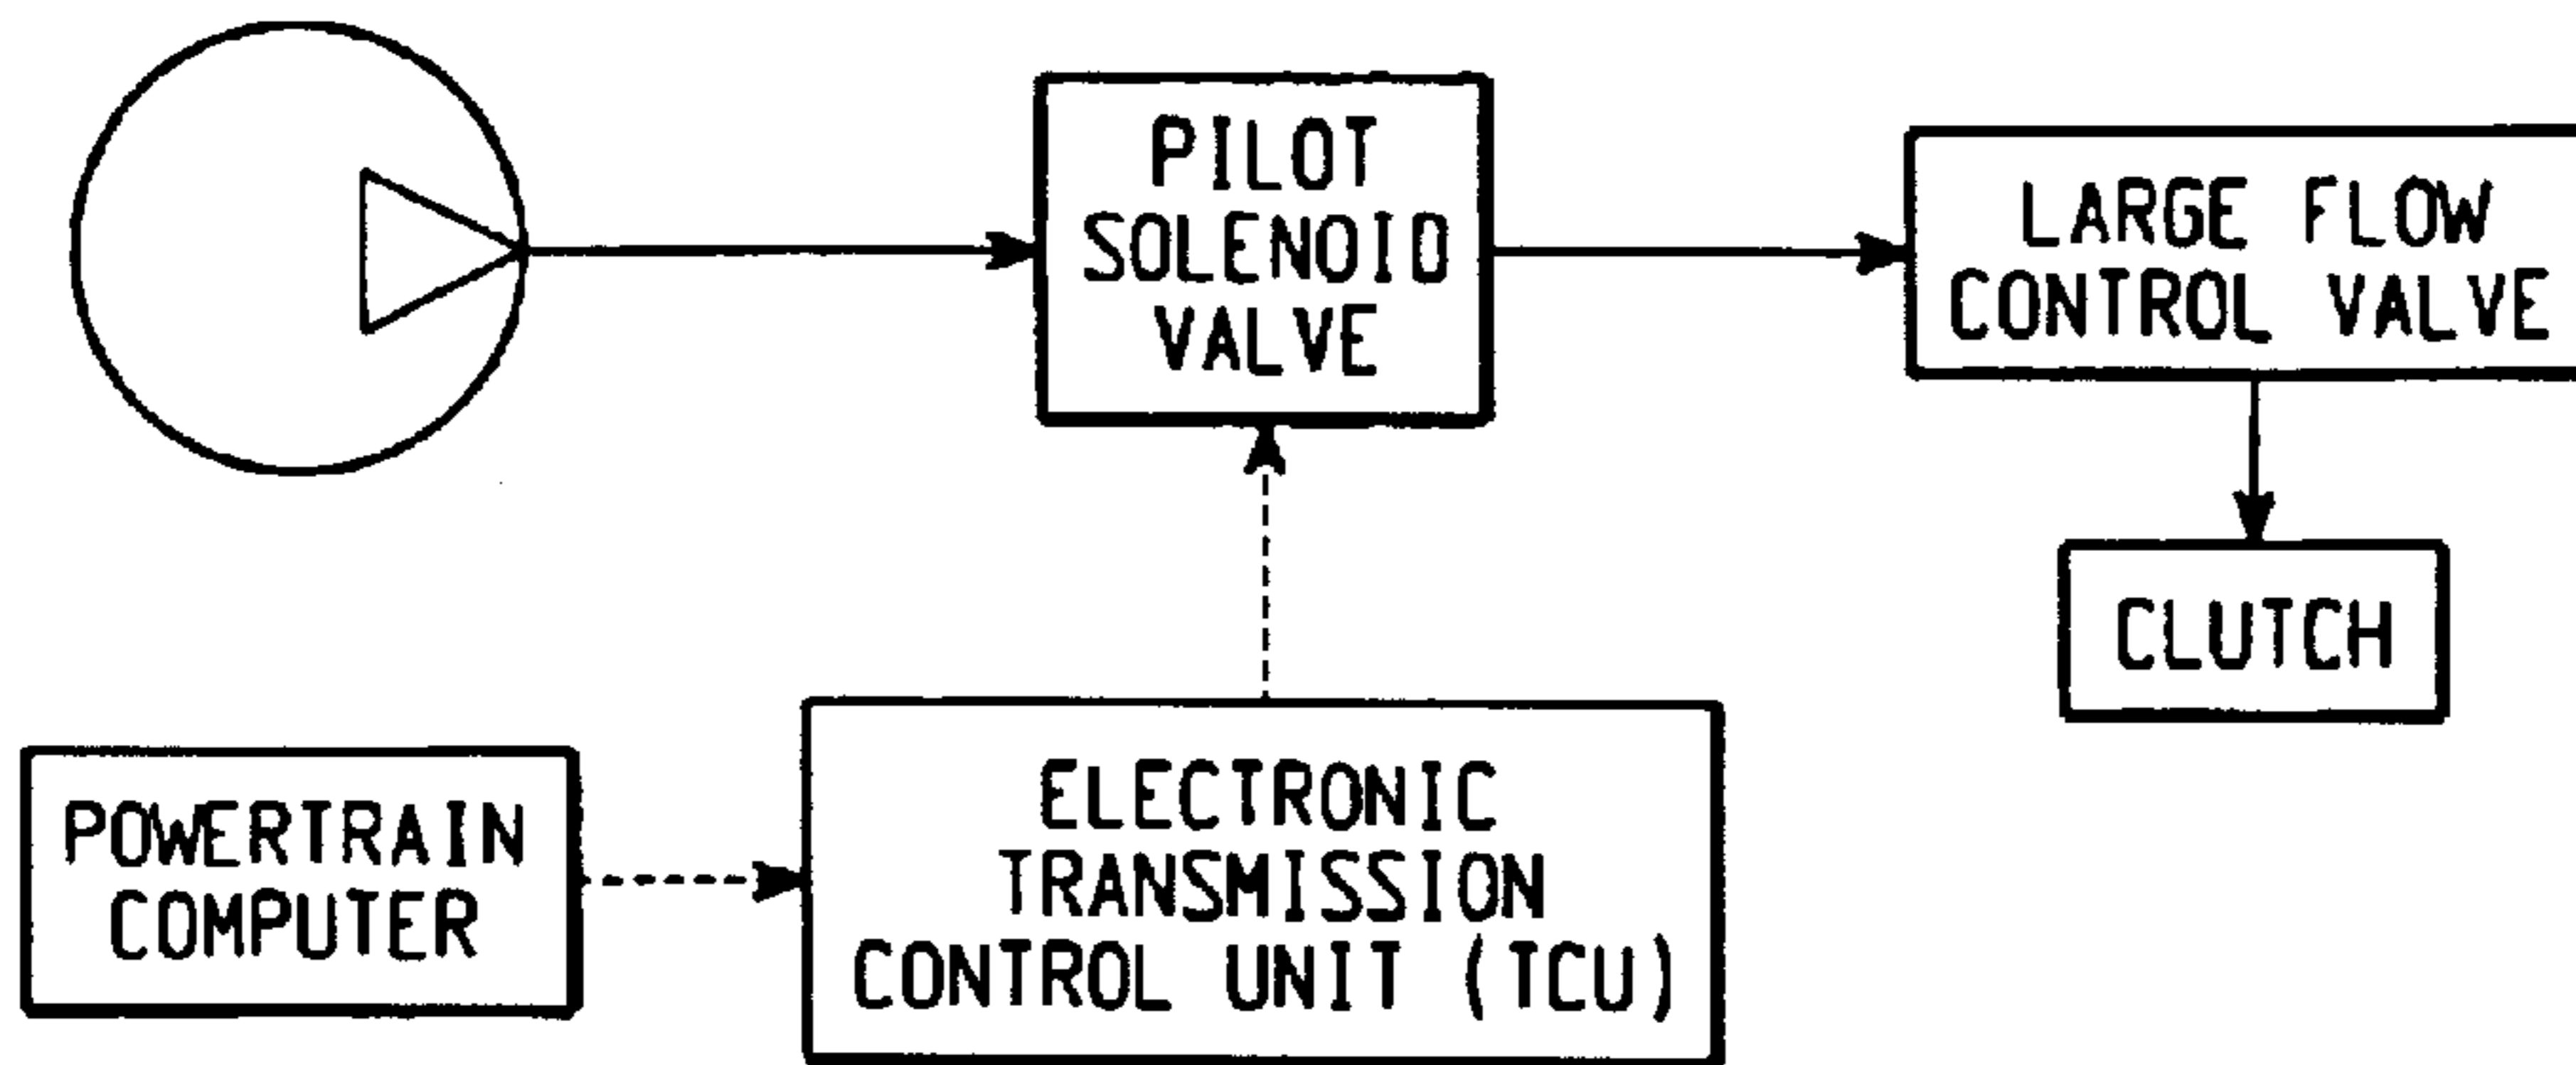 PILOT
SOLENOID
VALVE
LARGE FLOW
CONTROL VALVE
CLUTCH
POWERTRAIN
COMPUTER
ELECTRONIC
TRANSMISSION
CONTROL UNIT (TCU)